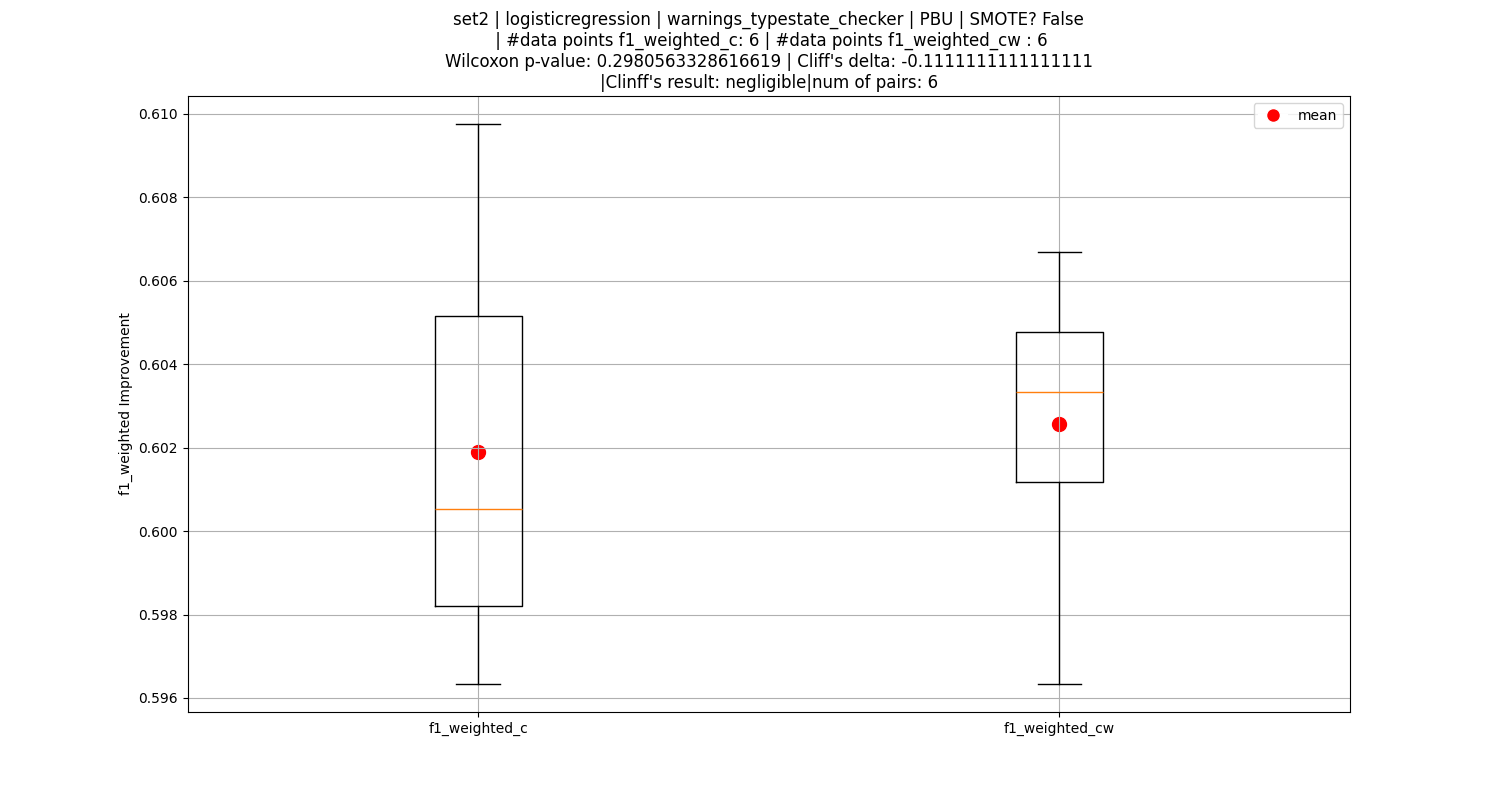 set2 | logisticregression | warnings_typestate_checker | PBU | SMOTE? False
| #data points f1_weighted_c: 6 | #data points f1_weighted_cw : 6
Wilcoxon p-value: 0.2980563328616619 | Cliff's delta: -0.1111111111111111
|Clinff's result: negligible|num of pairs: 6
mean
0.610
0.608
0.606
0.604
0.602
0.600
0.598
0.596
f1_weighted Improvement
f1_weighted_c
f1_weighted_cw